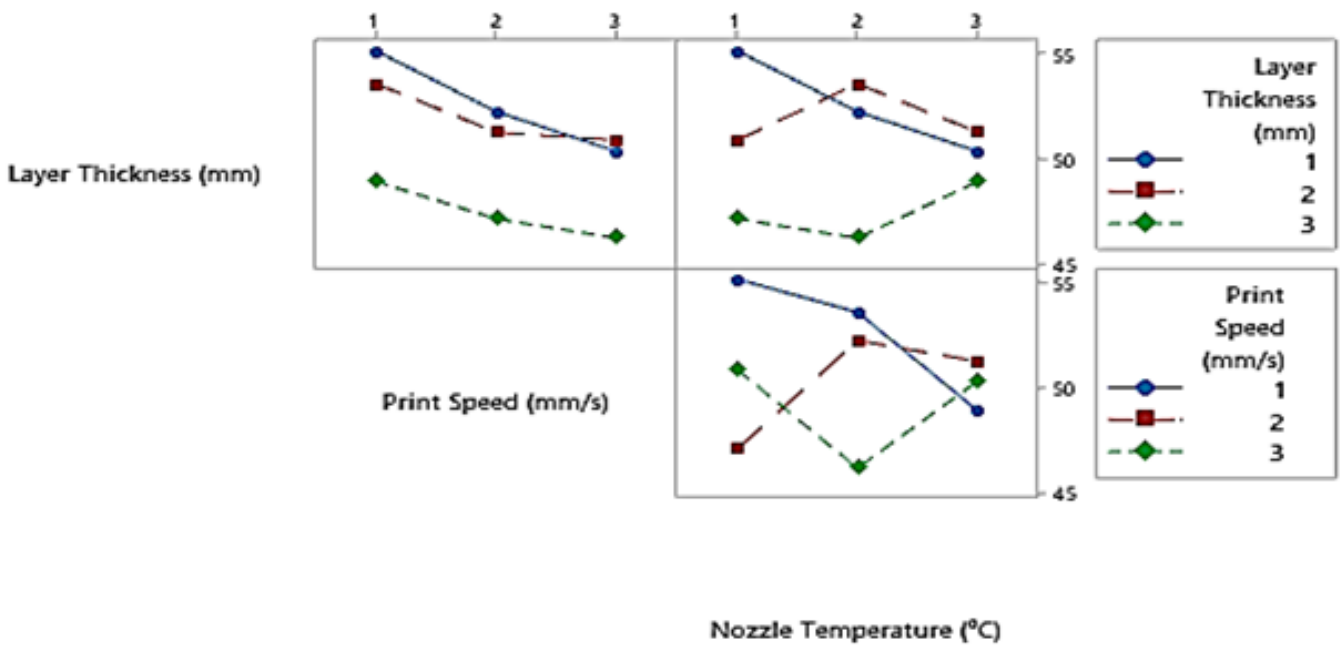 1 2 3 1 2 3
55
Layer
Thickness
(mm)
50
1
Layer Thickness (mm)
2
3
45
55
Print
Speed
(mm/s)
50
1
Print Speed (mm/s)
2
3
45
Nozzle Temperature (⁰C)